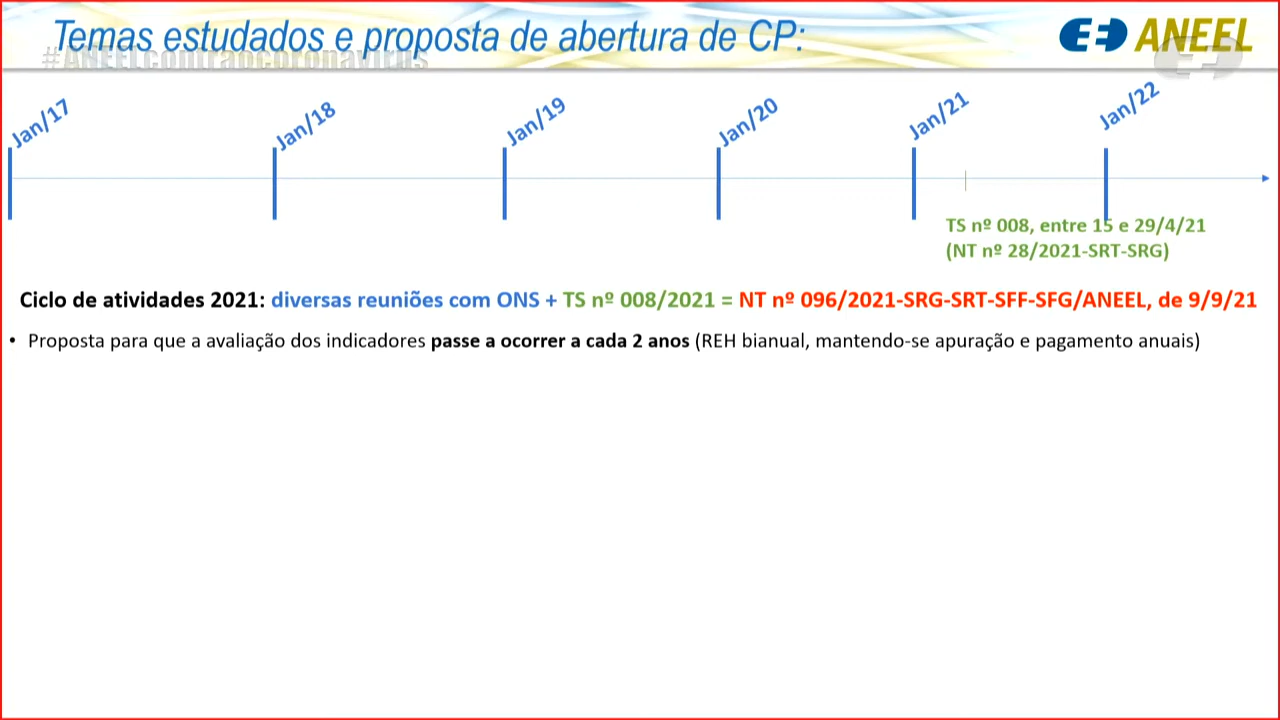 Temas estudados e proposta de abertura de CP:
ANEEL
#ANEELcontraocoronavirus
Jan/17
Jan/18
Jan/19
Jan/20
Jan/21
Jan/22
TS nº 008, entre 15 e 29/4/21
(NT nº 28/2021-SRT-SRG)
Ciclo de atividades 2021: diversas reuniões com ONS + TS nº 008/2021 = NT nº 096/2021-SRG-SRT-SFF-SFG/ANEEL, de 9/9/21
• Proposta para que a avaliação dos indicadores passe a ocorrer a cada 2 anos (REH bianual, mantendo-se apuração e pagamento anuais)